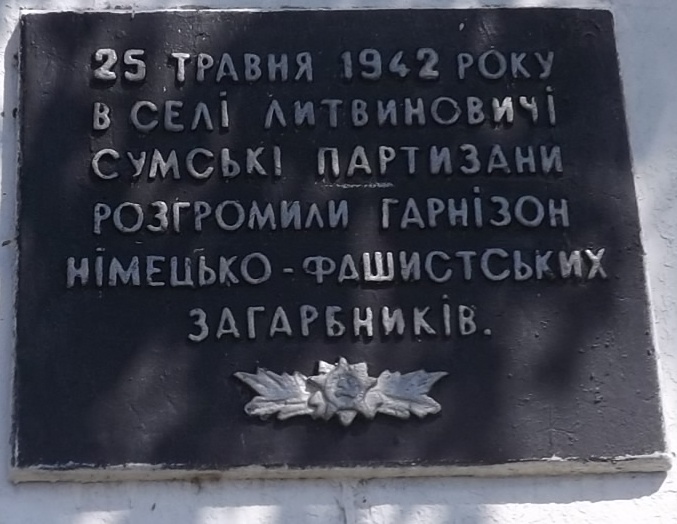 25 ТРАВНЯ 1942 РОКУ
В СЕЛІ ЛИТВИНОВИЧІ
СУМСЬКІ ПАРТИЗАНИ
РОЗГРОМИЛИ ГАРНІЗОН
НІМЕЦЬКО-ФАШИСТСЬКИХ
ЗАГАРБНИКІВ.